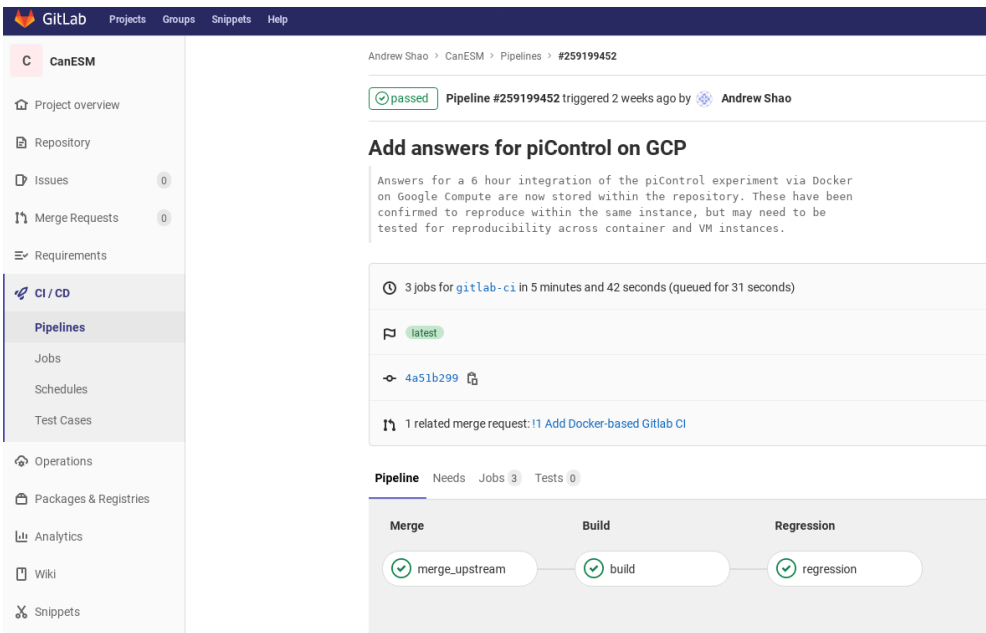 GitLab Projects Groups Snippets Help
C CanESM
Project overview
Repository
Issues 0
Merge Requests 0
Requirements
CI / CD
Pipelines
Jobs
Schedules
Test Cases
Operations
Packages & Registries
Analytics
Wiki
Snippets
Andrew Shao > CanESM > Pipelines > #259199452
passed Pipeline #259199452 triggered 2 weeks ago by Andrew Shao
Add answers for piControl on GCP
Answers for a 6 hour integration of the piControl experiment via Docker
on Google Compute are now stored within the repository. These have been
confirmed to reproduce within the same instance, but may need to be
tested for reproducibility across container and VM instances.
3 jobs for gitlab-ci in 5 minutes and 42 seconds (queued for 31 seconds)
latest
4a51b299
1 related merge request: !1 Add Docker-based Gitlab CI
Pipeline Needs Jobs 3 Tests 0
Merge Build Regression
merge_upstream build regression